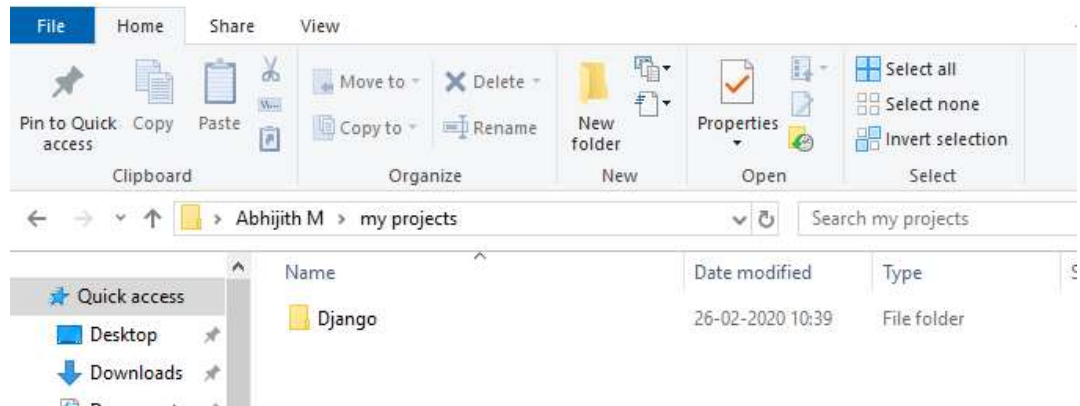 File Home Share View
Pin to Quick access
Copy
Paste
Move to
Copy to
Delete
Rename
New folder
Properties
Select all
Select none
Invert selection
Clipboard Organize New Open Select
Abhijith M > my projects
Search my projects
Name Date modified Type
Quick access
Django 26-02-2020 10:39 File folder
Desktop
Downloads